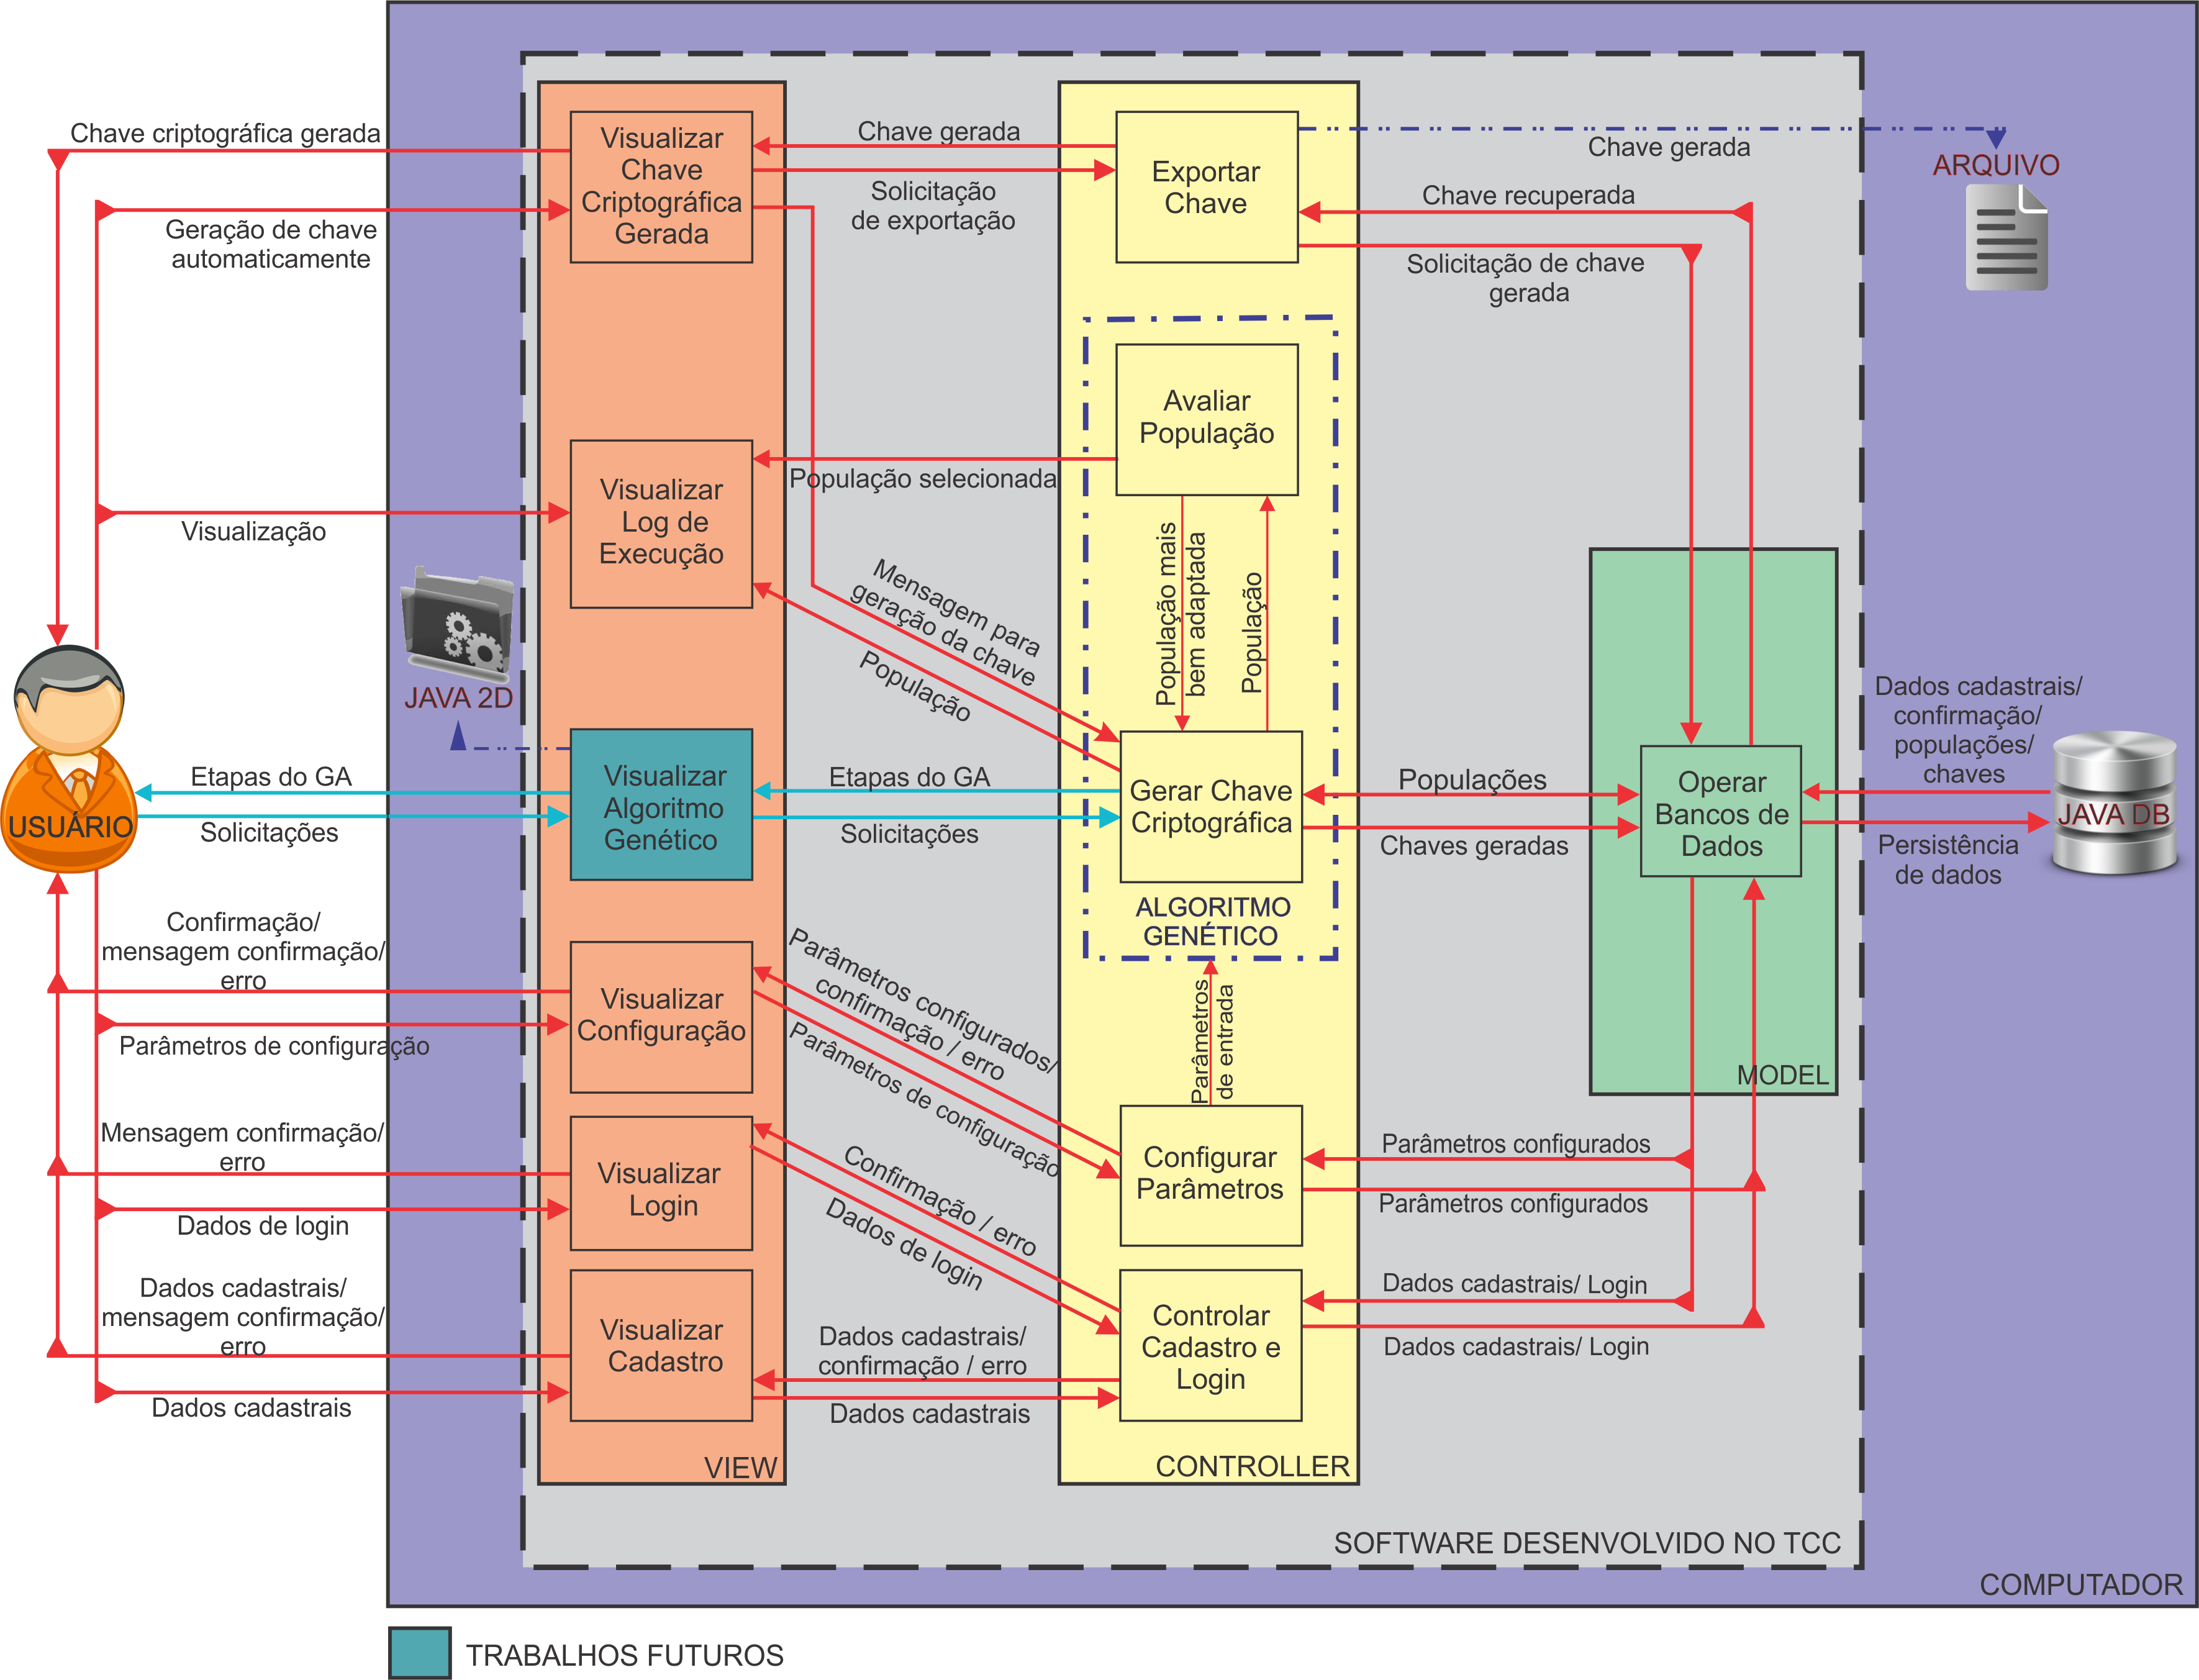 Chave criptográfica gerada
Geração de chave
automaticamente
Visualização
JAVA 2D
USUÁRIO
Etapas do GA
Solicitações
Confirmação/
mensagem confirmação/
erro
Parâmetros de configuração
Mensagem confirmação/
erro
Dados de login
Dados cadastrais/
mensagem confirmação/
erro
Dados cadastrais
Visualizar
Chave
Criptográfica
Gerada
Visualizar
Log de
Execução
Visualizar
Algoritmo
Genético
Visualizar
Configuração
Visualizar
Login
Visualizar
Cadastro
VIEW
Chave gerada
Solicitação
de exportação
População selecionada
Mensagem para
geração da chave
População
Etapas do GA
Solicitações
Parâmetros configurados/
confirmação / erro
Parâmetros de configuração
Confirmação / erro
Dados de login
Dados cadastrais/
confirmação / erro
Dados cadastrais
Exportar
Chave
Avaliar
População
População mais
bem adaptada
População
Gerar Chave
Criptográfica
ALGORITMO
GENÉTICO
Parâmetros
de entrada
Configurar
Parâmetros
Controlar
Cadastro e
Login
CONTROLLER
Chave gerada
Chave recuperada
Solicitação de chave
gerada
Populações
Chaves geradas
Parâmetros configurados
Parâmetros configurados
Dados cadastrais/ Login
Dados cadastrais/ Login
Operar
Bancos de
Dados
MODEL
ARQUIVO
Dados cadastrais/
confirmação/
populações/
chaves
JAVA DB
Persistência
de dados
SOFTWARE DESENVOLVIDO NO TCC
COMPUTADOR
TRABALHOS FUTUROS